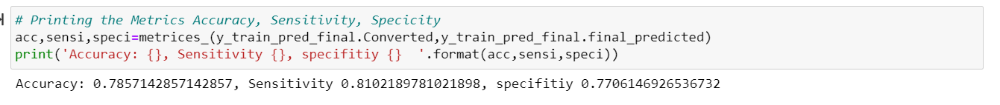 # Printing the Metrics Accuracy, Sensitivity, Specicity
acc,sensi,speci=metrices_(y_train_pred_final.Converted,y_train_pred_final.final_predicted)
print('Accuracy: {}, Sensitivity {}, specifitiy {}  '.format(acc,sensi,speci))
Accuracy: 0.7857142857142857, Sensitivity 0.8102189781021898, specifitiy 0.7706146926536732